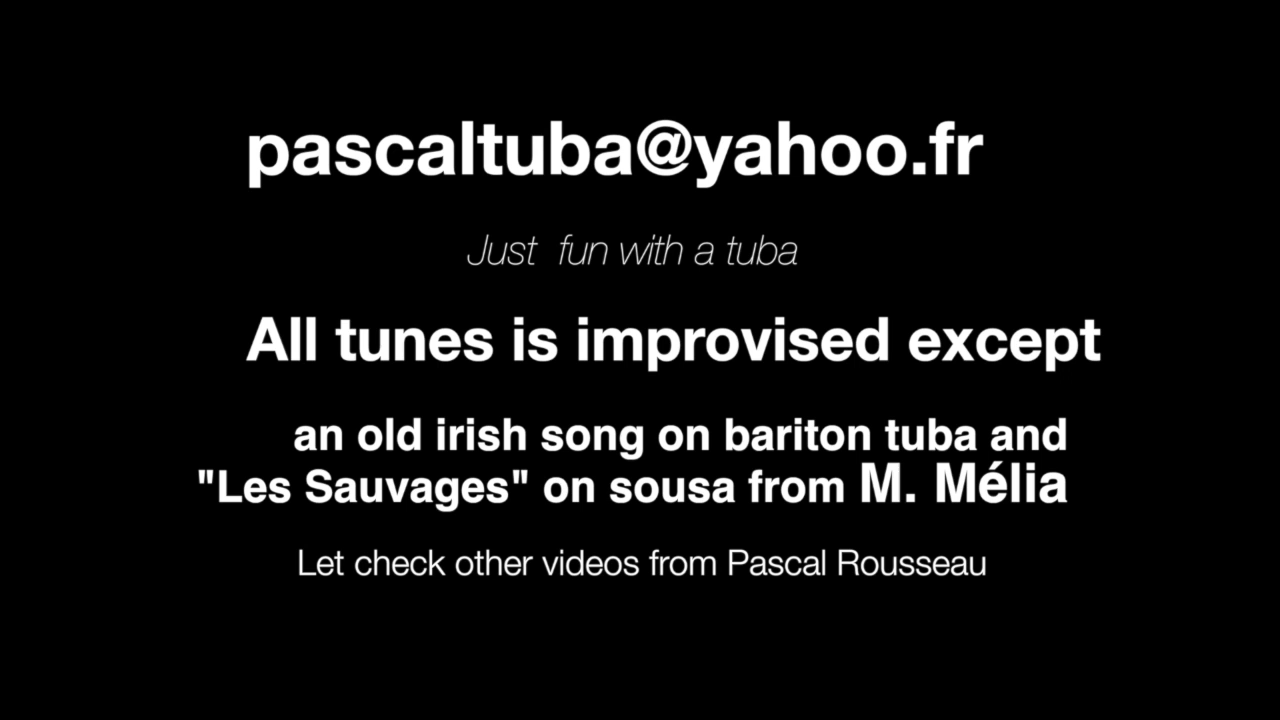 pascaltuba@yahoo.fr
Just fun with a tuba
All tunes is improvised except
an old irish song on bariton tuba and
"Les Sauvages" on sousa from M. Mélia
Let check other videos from Pascal Rousseau